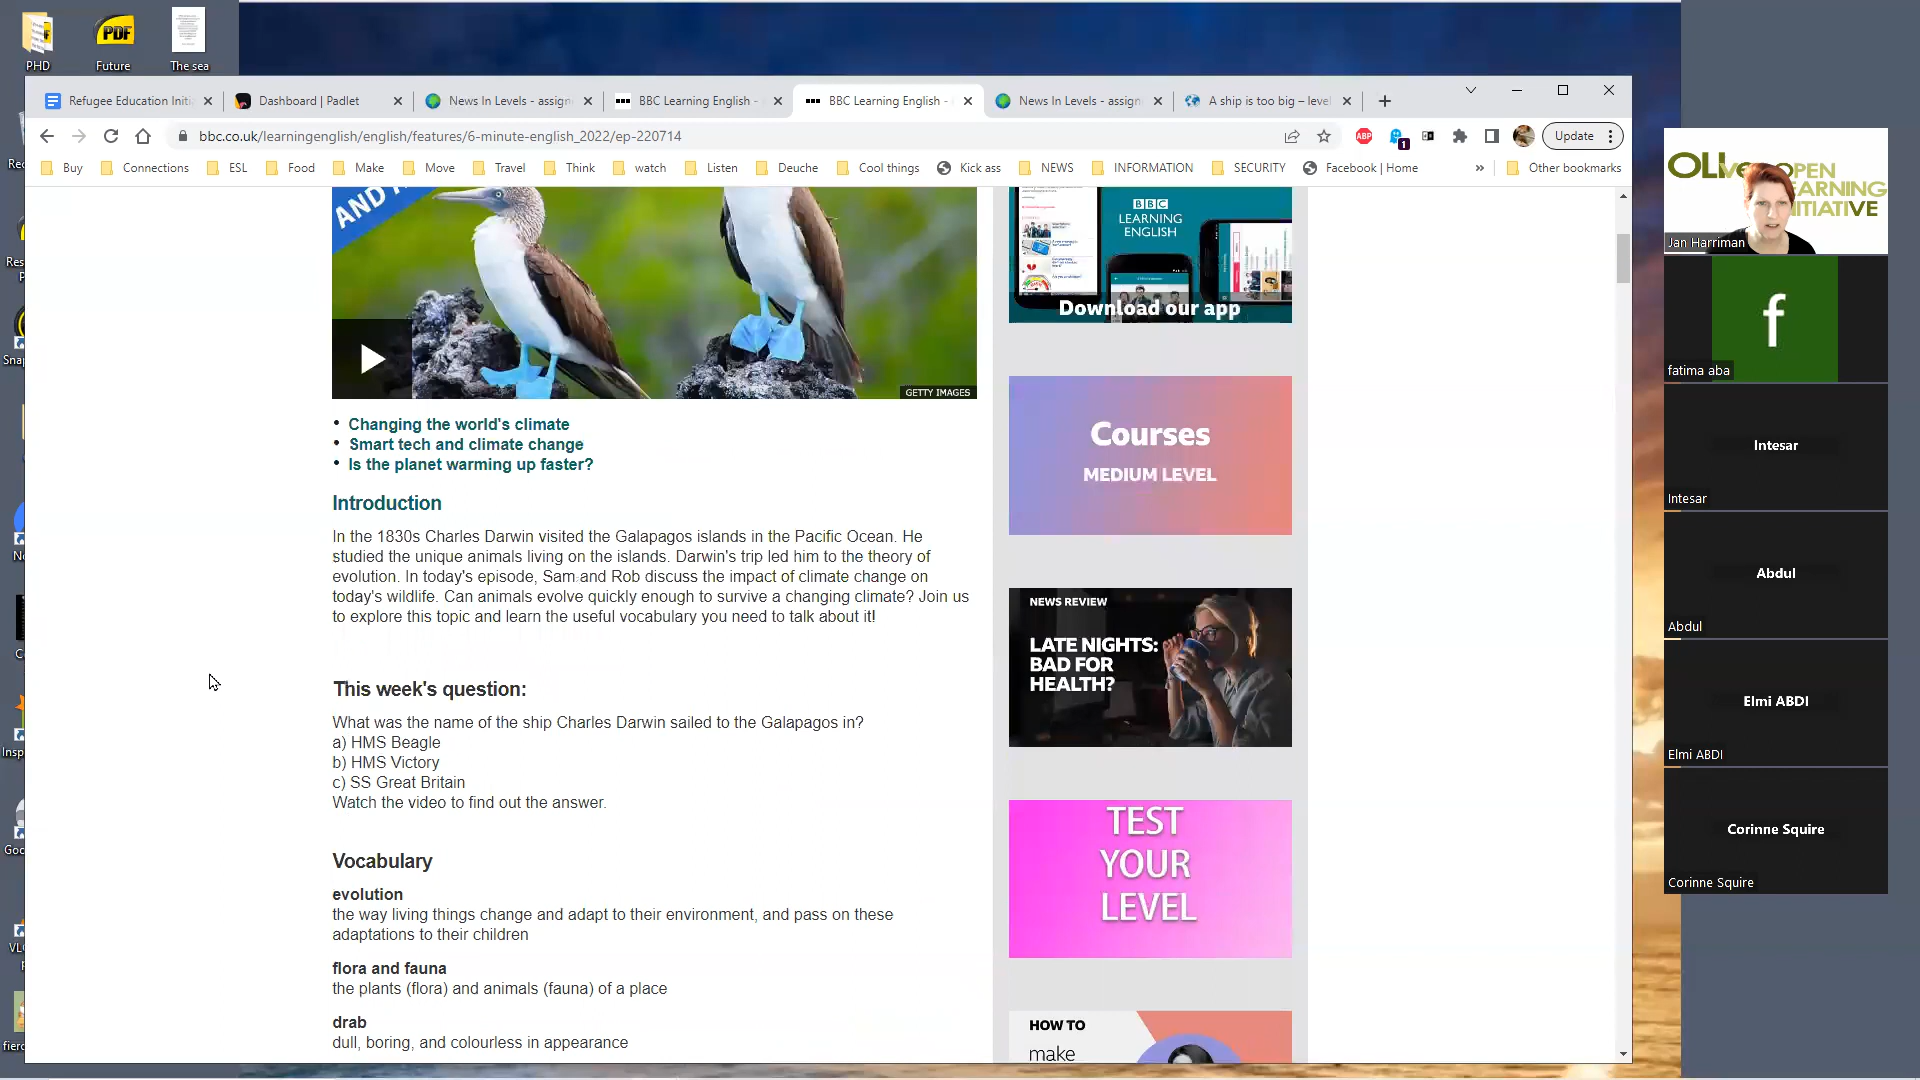 PHD
Future
The sea
Refugee Education Initi
Dashboard | Padlet
News In Levels - assign
BBC Learning English -
BBC Learning English -
News In Levels - assign
A ship is too big – level
bbc.co.uk/learningenglish/english/features/6-minute-english_2022/ep-220714
ABP
1
Update
Buy
Connections
ESL
Food
Make
Move
Travel
Think
watch
Listen
Deuche
Cool things
Kick ass
NEWS
INFORMATION
SECURITY
Facebook | Home
»
Other bookmarks
GETTY IMAGES
• Changing the world's climate
• Smart tech and climate change
• Is the planet warming up faster?
Introduction
In the 1830s Charles Darwin visited the Galapagos islands in the Pacific Ocean. He
studied the unique animals living on the islands. Darwin's trip led him to the theory of
evolution. In today's episode, Sam and Rob discuss the impact of climate change on
today's wildlife. Can animals evolve quickly enough to survive a changing climate? Join us
to explore this topic and learn the useful vocabulary you need to talk about it!
This week's question:
What was the name of the ship Charles Darwin sailed to the Galapagos in?
a) HMS Beagle
b) HMS Victory
c) SS Great Britain
Watch the video to find out the answer.
Vocabulary
evolution
the way living things change and adapt to their environment, and pass on these
adaptations to their children
flora and fauna
the plants (flora) and animals (fauna) of a place
drab
dull, boring, and colourless in appearance
BBC
LEARNING
ENGLISH
Download our app
Courses
MEDIUM LEVEL
NEWS REVIEW
LATE NIGHTS:
BAD FOR
HEALTH?
TEST
YOUR
LEVEL
HOW TO
make
Jan Harriman
f
fatima aba
Intesar
Intesar
Abdul
Abdul
Elmi ABDI
Elmi ABDI
Corinne Squire
Corinne Squire